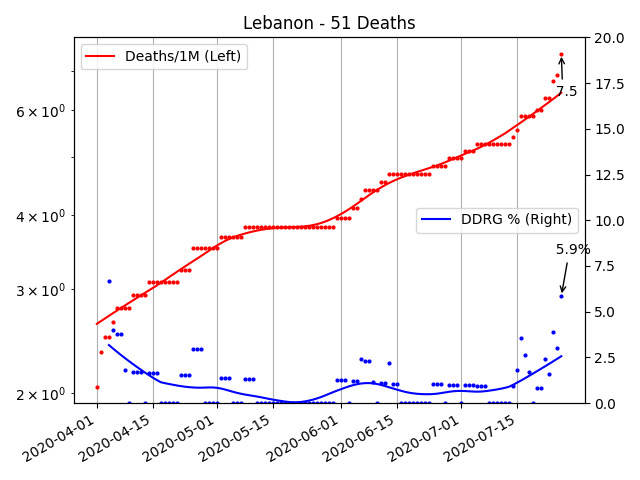 Lebanon - 51 Deaths
Deaths/1M (Left)
DDRG % (Right)
7.5
5.9%
6 × 10⁰
4 × 10⁰
3 × 10⁰
2 × 10⁰
20.0
17.5
15.0
12.5
10.0
7.5
5.0
2.5
0.0
2020-04-01
2020-04-15
2020-05-01
2020-05-15
2020-06-01
2020-06-15
2020-07-01
2020-07-15